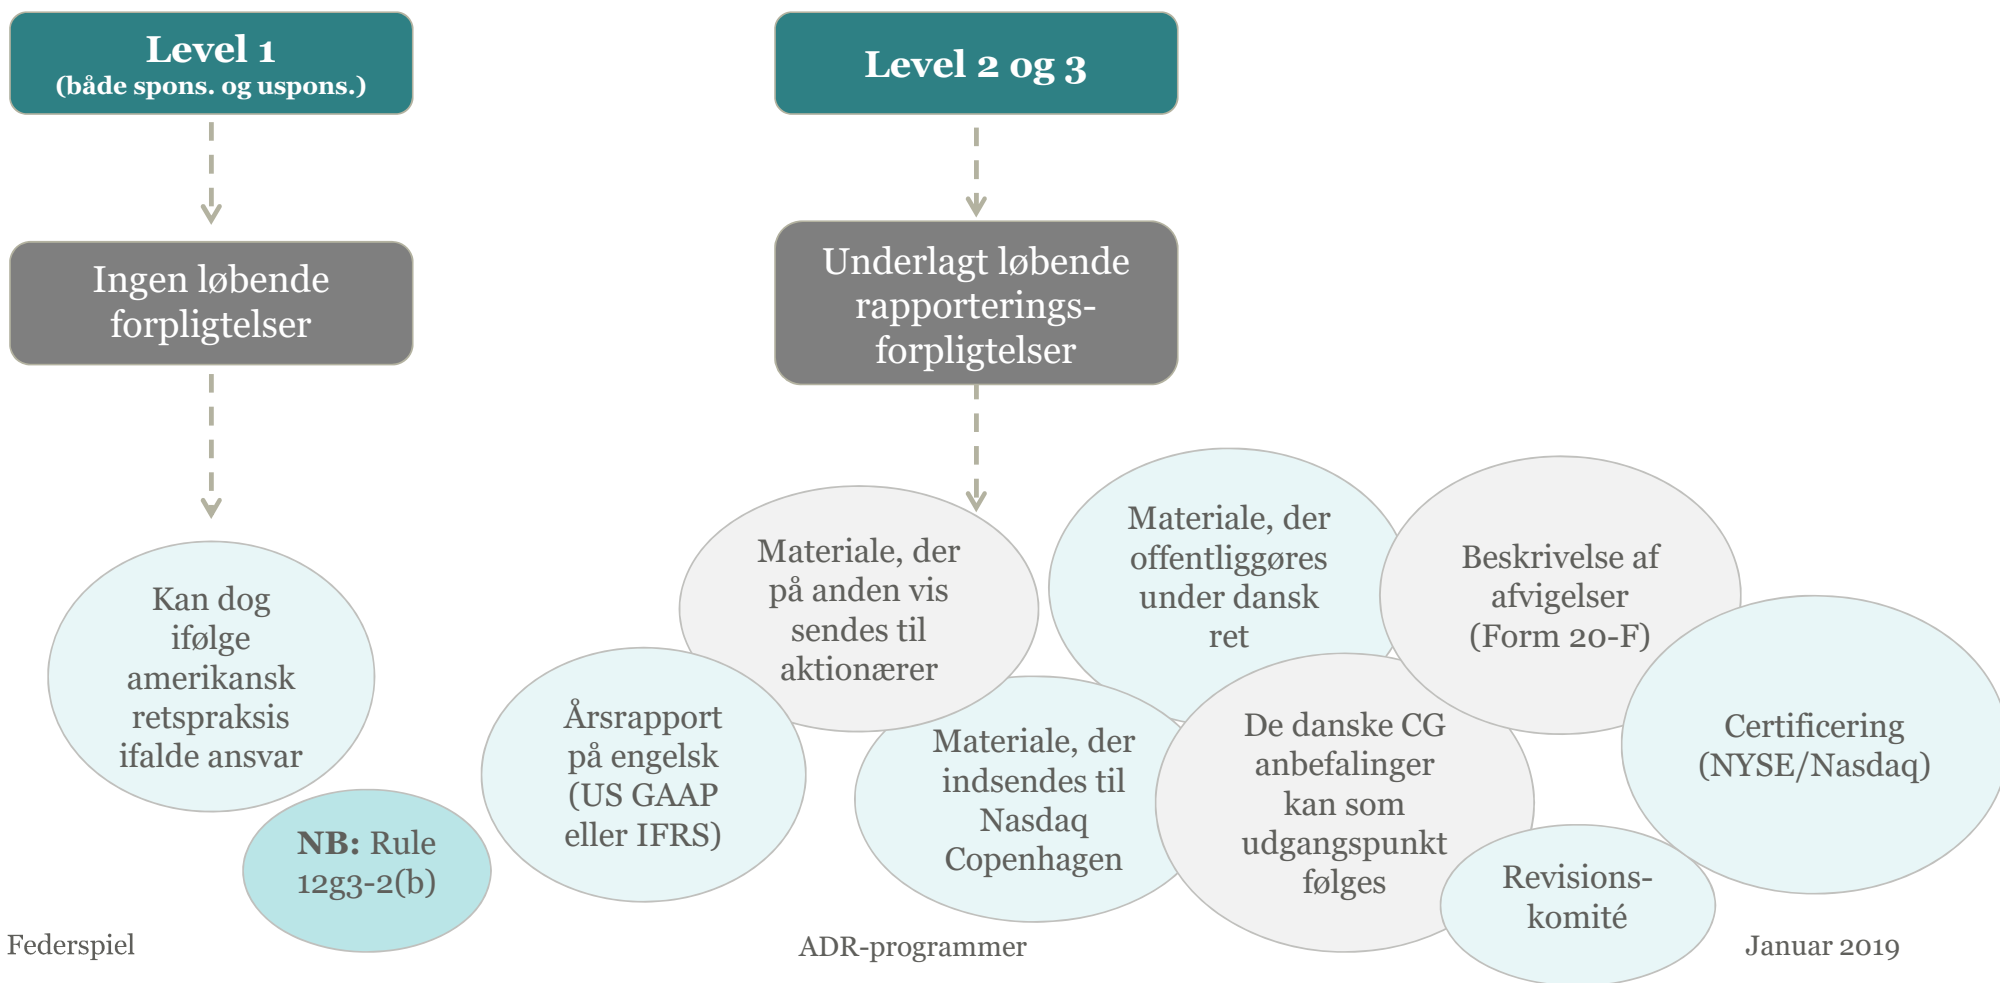 Level 1
(både spons. og uspons.)
Ingen løbende
forpligtelser
Kan dog
ifølge
amerikansk
retspraksis
ifalde ansvar
NB: Rule
12g3-2(b)
Level 2 og 3
Underlagt løbende
rapporterings-
forpligtelser
Årsrapport
på engelsk
(US GAAP
eller IFRS)
Materiale, der
på anden vis
sendes til
aktionærer
Materiale, der
indsendes til
Nasdaq
Copenhagen
Materiale, der
offentliggøres
under dansk
ret
De danske CG
anbefalinger
kan som
udgangspunkt
følges
Beskrivelse af
afvigelser
(Form 20-F)
Revisions-
komité
Certificering
(NYSE/Nasdaq)
Federspiel
ADR-programmer
Januar 2019